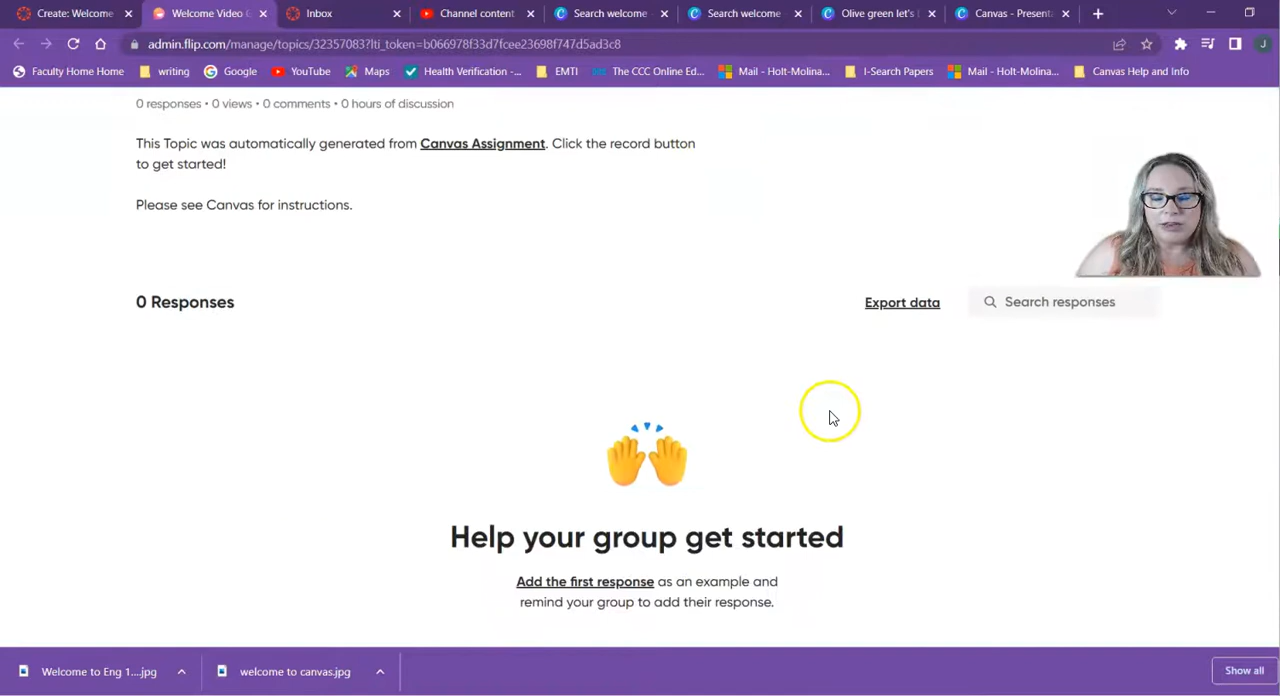 Create: Welcome
Welcome Video G
Inbox
Channel content
Search welcome
Search welcome
Olive green let's
Canvas - Present
admin.flip.com/manage/topics/32357083?lti_token=b066978f33d7fcee23698f747d5ad3c8
J
Faculty Home Home
writing
Google
YouTube
Maps
Health Verification -...
EMTI
The CCC Online Ed...
Mail - Holt-Molina...
I-Search Papers
Mail - Holt-Molina...
Canvas Help and Info
0 responses • 0 views • 0 comments • 0 hours of discussion
This Topic was automatically generated from Canvas Assignment. Click the record button
to get started!
Please see Canvas for instructions.
0 Responses
Export data
Search responses
Help your group get started
Add the first response as an example and
remind your group to add their response.
Welcome to Eng 1....jpg
welcome to canvas.jpg
Show all